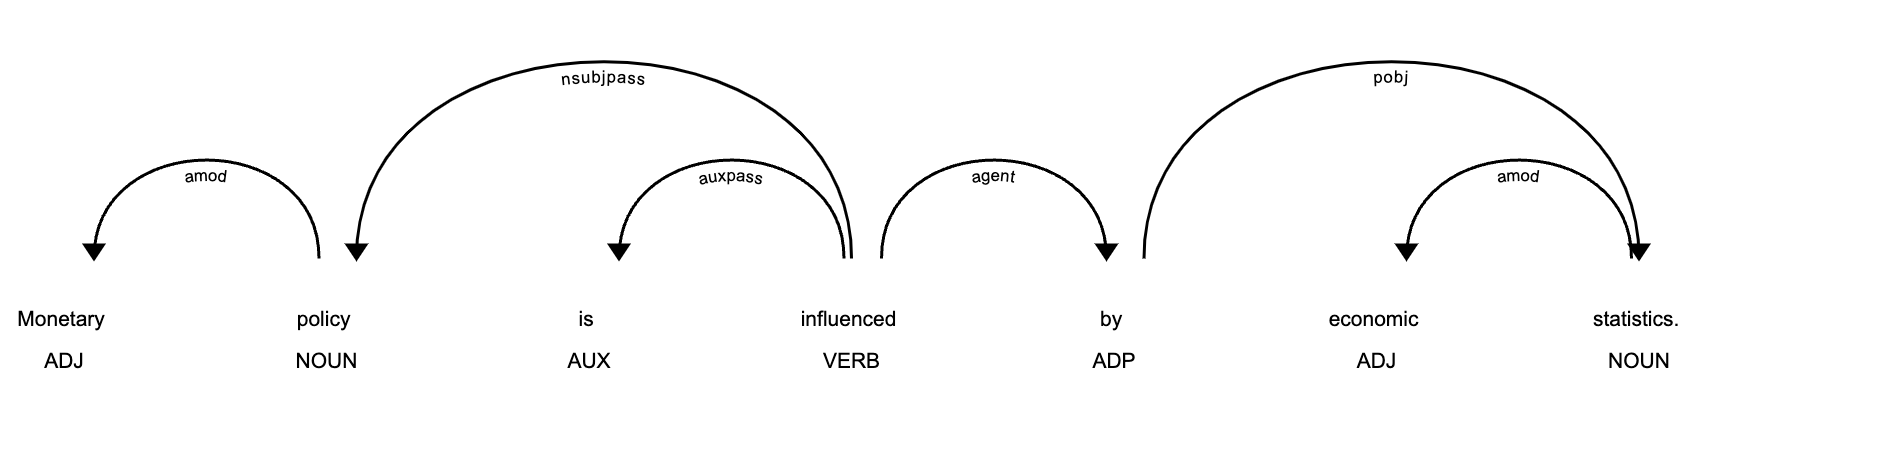 nsubjpass pobj
amod auxpass agent amod
Monetary policy is influenced by economic statistics.
ADJ NOUN AUX VERB ADP ADJ NOUN